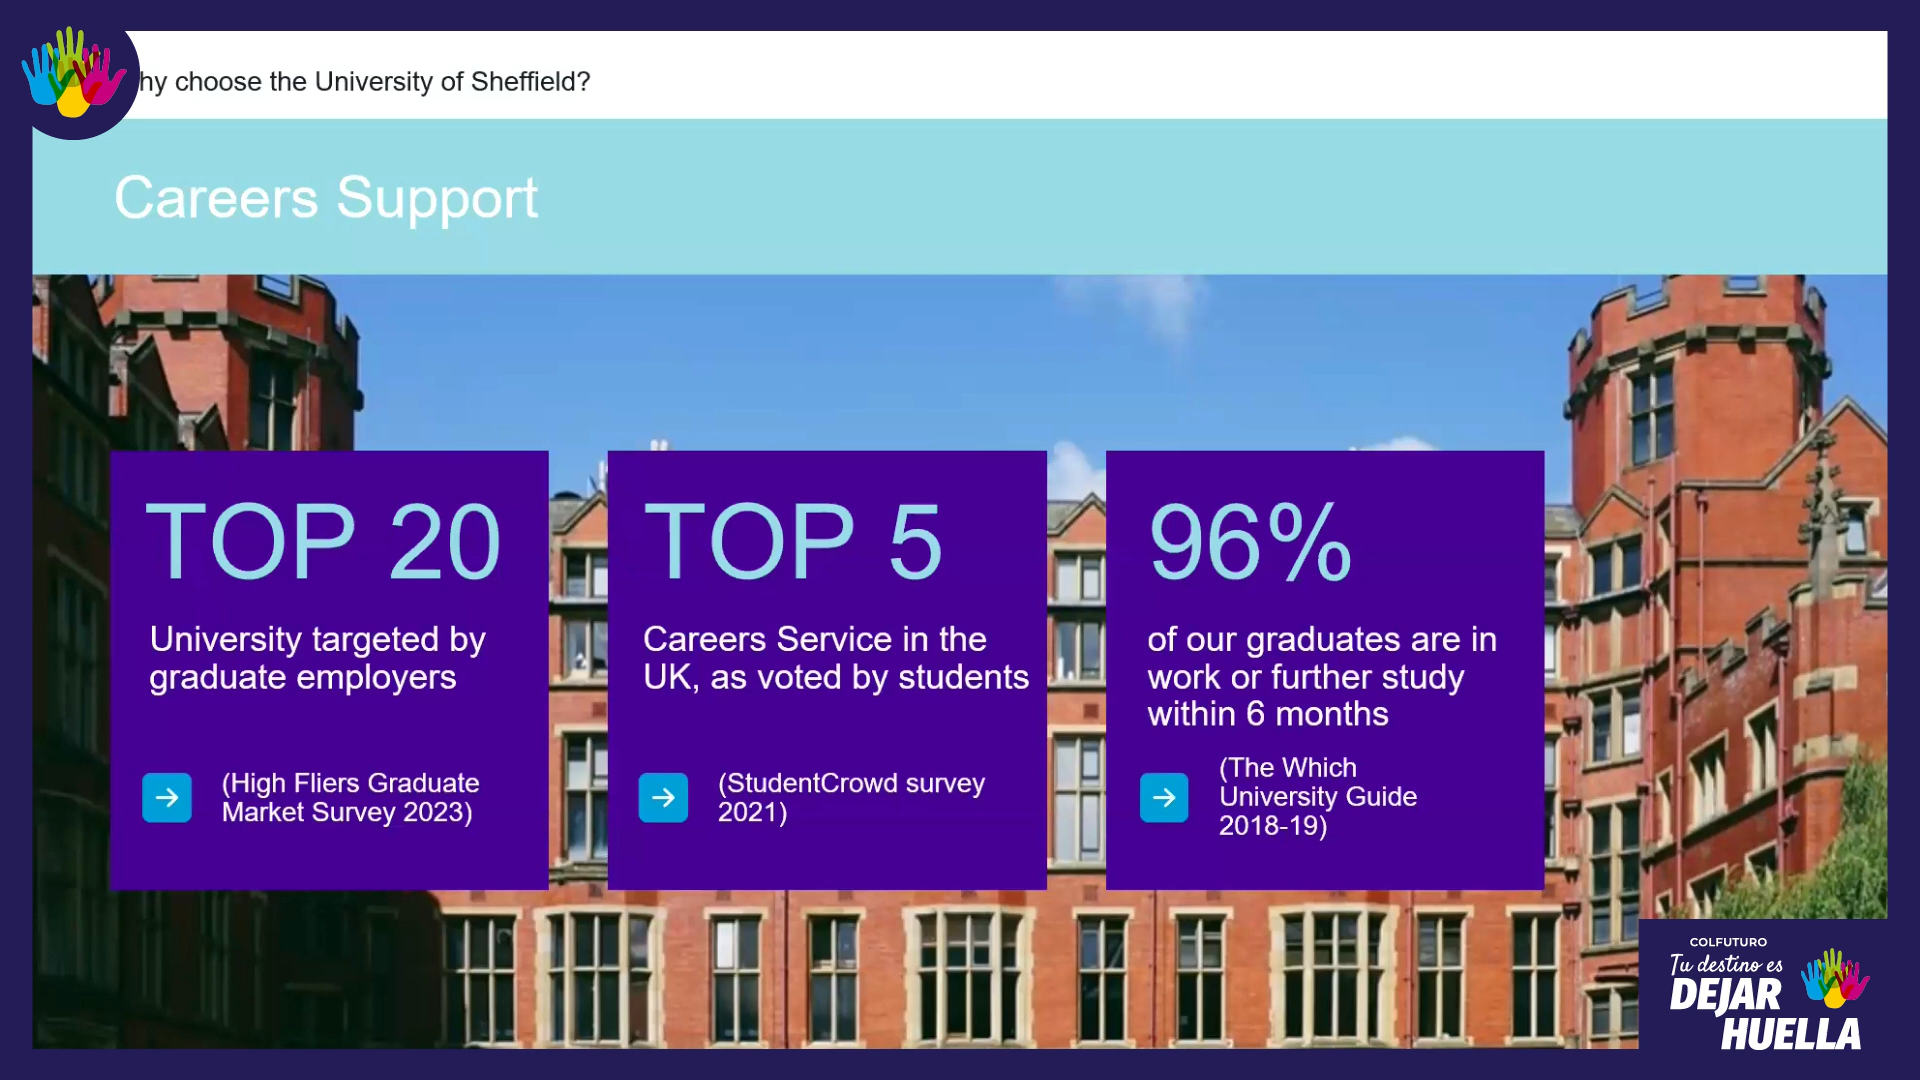 hy choose the University of Sheffield?
Careers Support
TOP 20
University targeted by
graduate employers
(High Fliers Graduate
Market Survey 2023)
TOP 5
Careers Service in the
UK, as voted by students
(StudentCrowd survey
2021)
96%
of our graduates are in
work or further study
within 6 months
(The Which
University Guide
2018-19)
COLFUTURO
Tu destino es
DEJAR
HUELLA